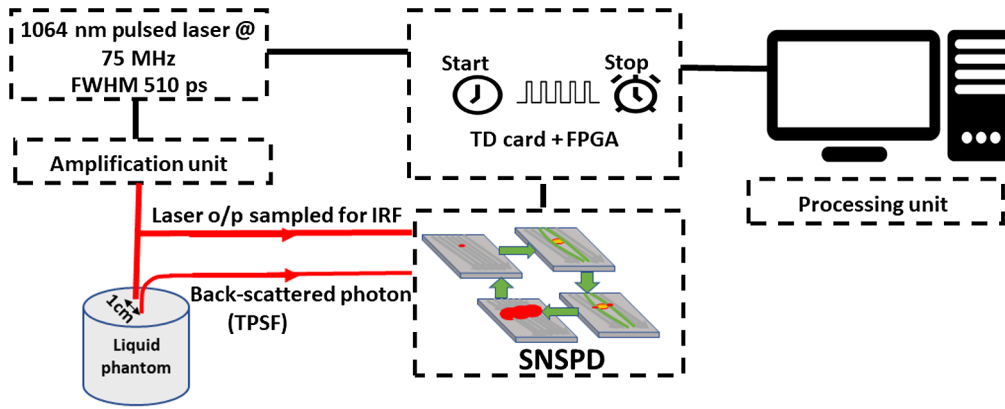 1064 nm pulsed laser @
75 MHz
FWHM 510 ps
Start
Stop
TD card + FPGA
Amplification unit
Processing unit
Laser o/p sampled for IRF
Back-scattered photon
(TPSF)
1cm
Liquid
phantom
SNSPD